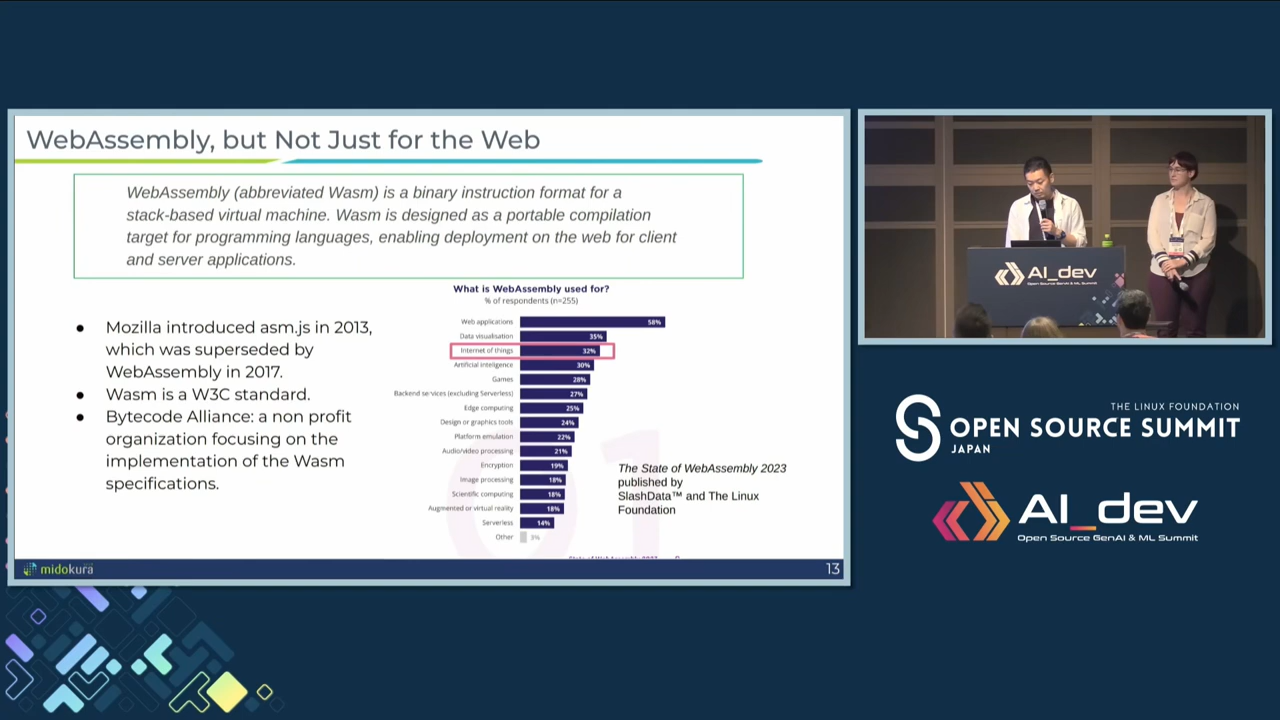 WebAssembly, but Not Just for the Web
WebAssembly (abbreviated Wasm) is a binary instruction format for a
stack-based virtual machine. Wasm is designed as a portable compilation
target for programming languages, enabling deployment on the web for client
and server applications.
● Mozilla introduced asm.js in 2013,
which was superseded by
WebAssembly in 2017.
● Wasm is a W3C standard.
● Bytecode Alliance: a non profit
organization focusing on the
implementation of the Wasm
specifications.
What is WebAssembly used for?
% of respondents (n=255)
Web applications 58%
Data visualisation 35%
Internet of things 32%
Artificial inteligence 30%
Games 28%
Backend services (excluding Serverless) 27%
Edge computing 25%
Design or graphics tools 24%
Platform emulation 22%
Audio/video processing 21%
Encryption 19%
Image processing 18%
Scientific computing 18%
Augmented or virtual reality 18%
Serverless 14%
Other 3%
The State of WebAssembly 2023
published by
SlashData™ and The Linux
Foundation
midokura
13
AI_dev
Open Source GenAI & ML Summit
THE LINUX FOUNDATION
OPEN SOURCE SUMMIT
JAPAN
AI_dev
Open Source GenAI & ML Summit